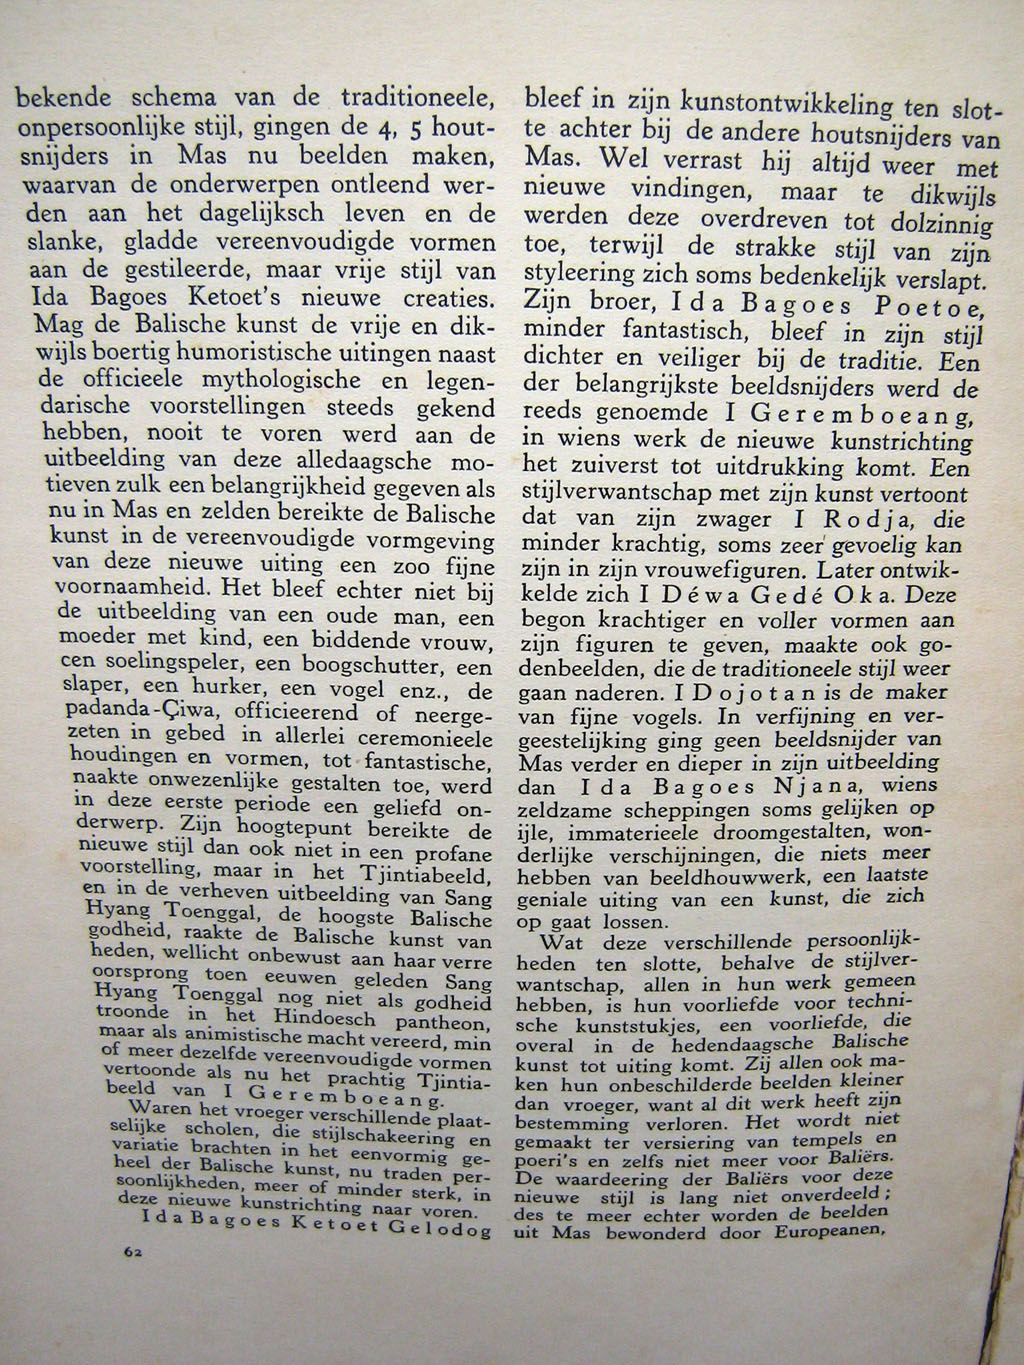 bekende schema van de traditioneele,
onpersoonlijke stijl, gingen de 4, 5 hout-
snijders in Mas nu beelden maken,
waarvan de onderwerpen ontleend wer-
den aan het dagelijksch leven en de
slanke, gladde vereenvoudigde vormen
aan de gestileerde, maar vrije stijl van
Ida Bagoes Ketoet's nieuwe creaties.
Mag de Balische kunst de vrije en dik-
wijls boertig humoristische uitingen naast
de officieele mythologische en legen-
darische voorstellingen steeds gekend
hebben, nooit te voren werd aan de
uitbeelding van deze alledaagsche mo-
tieven zulk een belangrijkheid gegeven als
nu in Mas en zelden bereikte de Balische
kunst in de vereenvoudigde vormgeving
van deze nieuwe uiting een zoo fijne
voornaamheid. Het bleef echter niet bij
de uitbeelding van een oude man, een
moeder met kind, een biddende vrouw,
een soelingspeler, een boogschutter, een
slaper, een hurker, een vogel enz., de
padanda-Çiwa, officieerend of neerge-
zeten in gebed in allerlei ceremonieele
houdingen en vormen, tot fantastische,
naakte onwezenlijke gestalten toe, werd
in deze eerste periode een geliefd on-
derwerp. Zijn hoogtepunt bereikte de
nieuwe stijl dan ook niet in een profane
voorstelling, maar in het Tjintiabeeld,
en in de verheven uitbeelding van Sang
Hyang Toenggal, de hoogste Balische
godheid, raakte de Balische kunst van
heden, wellicht onbewust aan haar verre
oorsprong toen eeuwen geleden Sang
Hyang Toenggal nog niet als godheid
troonde in het Hindoesch pantheon,
maar als animistische macht vereerd, min
of meer dezelfde vereenvoudigde vormen
vertoonde als nu het prachtig Tjintia-
beeld van I Geremboeang.
Waren het vroeger verschillende plaat-
selijke scholen, die stijlschakeering en
variatie brachten in het eenvormig ge-
heel der Balische kunst, nu traden per-
soonlijkheden, meer of minder sterk, in
deze nieuwe kunstrichting naar voren.
Ida Bagoes Ketoet Gelodog
62
bleef in zijn kunstontwikkeling ten slot-
te achter bij de andere houtsnijders van
Mas. Wel verrast hij altijd weer met
nieuwe vindingen, maar te dikwijls
werden deze overdreven tot dolzinnig
toe, terwijl de strakke stijl van zijn
styleering zich soms bedenkelijk verslapt.
Zijn broer, Ida Bagoes Poetoe,
minder fantastisch, bleef in zijn stijl
dichter en veiliger bij de traditie. Een
der belangrijkste beeldsnijders werd de
reeds genoemde I Geremboeang,
in wiens werk de nieuwe kunstrichting
het zuiverst tot uitdrukking komt. Een
stijlverwantschap met zijn kunst vertoont
dat van zijn zwager I Rodja, die
minder krachtig, soms zeer gevoelig kan
zijn in zijn vrouwefiguren. Later ontwik-
kelde zich I Déwa Gedé Oka. Deze
begon krachtiger en voller vormen aan
zijn figuren te geven, maakte ook go-
denbeelden, die de traditioneele stijl weer
gaan naderen. I Dojotan is de maker
van fijne vogels. In verfijning en ver-
geestelijking ging geen beeldsnijder van
Mas verder en dieper in zijn uitbeelding
dan Ida Bagoes Njana, wiens
zeldzame scheppingen soms gelijken op
ijle, immaterieele droomgestalten, won-
derlijke verschijningen, die niets meer
hebben van beeldhouwwerk, een laatste
geniale uiting van een kunst, die zich
op gaat lossen.
Wat deze verschillende persoonlijk-
heden ten slotte, behalve de stijlver-
wantschap, allen in hun werk gemeen
hebben, is hun voorliefde voor techni-
sche kunststukjes, een voorliefde, die
overal in de hedendaagsche Balische
kunst tot uiting komt. Zij allen ook ma-
ken hun onbeschilderde beelden kleiner
dan vroeger, want al dit werk heeft zijn
bestemming verloren. Het wordt niet
gemaakt ter versiering van tempels en
poeri's en zelfs niet meer voor Baliërs.
De waardeering der Baliërs voor deze
nieuwe stijl is lang niet onverdeeld;
des te meer echter worden de beelden
uit Mas bewonderd door Europeanen,